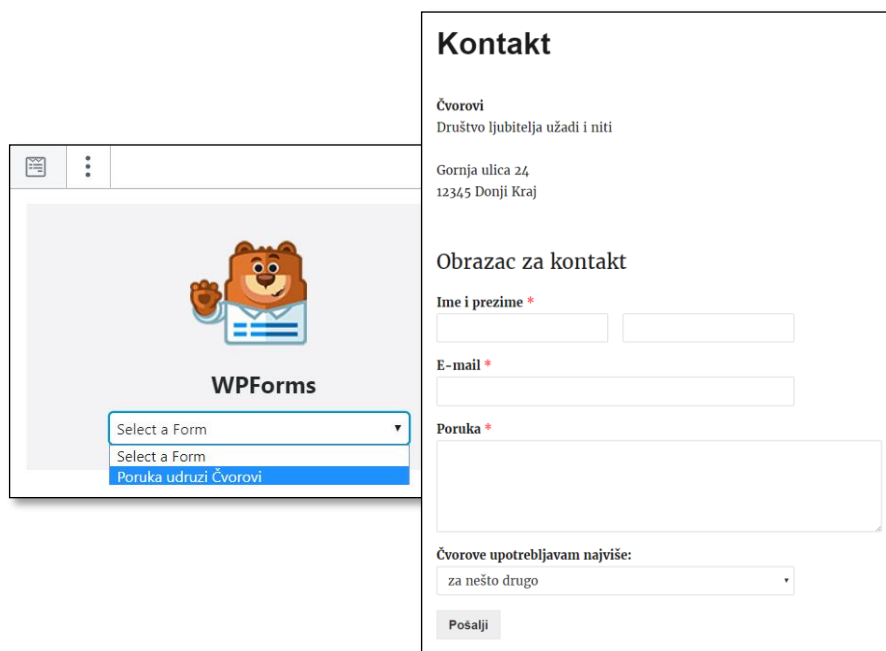 WPForms
Select a Form
Select a Form
Poruka udruzi Čvorovi
Kontakt
Čvorovi
Društvo ljubitelja užadi i niti
Gornja ulica 24
12345 Donji Kraj
Obrazac za kontakt
Ime i prezime *
E-mail *
Poruka *
Čvorove upotrebljavam najviše:
za nešto drugo
Pošalji